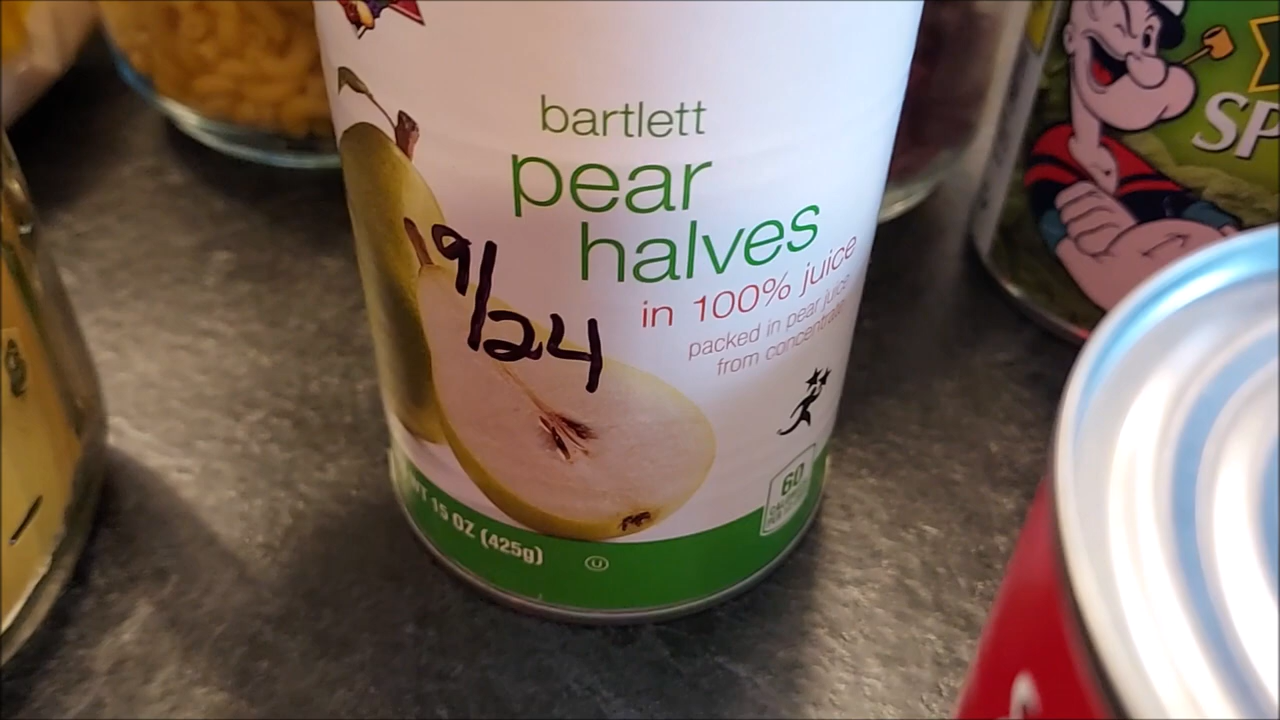 bartlett
pear
halves
in 100% juice
packed in pear juice
from concentrate
9/24
WT 15 OZ (425g)
U
60
SP